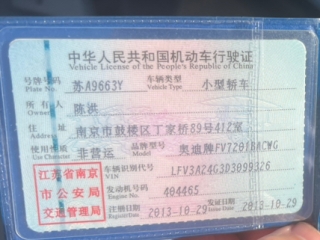 中华人民共和国机动车行驶证
Vehicle License of the People's Republic of China
号牌号码 苏A9663Y 车辆类型 小型轿车
Plate No. Vehicle Type
所有人 陈洪
Owner
住址 南京市鼓楼区丁家桥89号412室
Address
使用性质 非营运 品牌型号 奥迪牌FV7201BACWG
Use Character Model
江苏省南京市公安局交通管理局
车辆识别代号 LFV3A24G3D3099326
VIN
发动机号码 404465
Engine No.
注册日期 2013-10-29 发证日期 2013-10-29
Register Date Issue Date